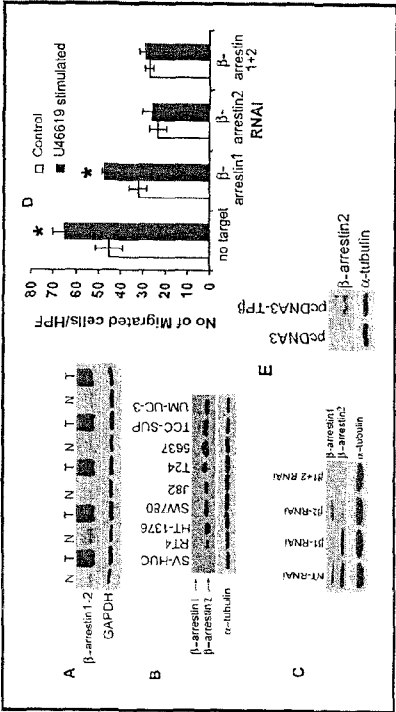 A
N T N T N T N T N T
β-arrestin1-2
GAPDH
B
SV-HUC
RT4
HT-1376
SW780
J82
T24
5637
TCC-SUP
UM-UC-3
β-arrestin1
β-arrestin2
α-tubulin
C
NT-RNAi
β1-RNAi
β2-RNAi
β1+2-RNAi
β-arrestin1
β-arrestin2
α-tubulin
D
Control
U46619 stimulated
No of Migrated cells/HPF
80
70
60
50
40
30
20
10
0
*
*
no target
β-arrestin1
β-arrestin2
β-arrestin 1+2
RNAi
E
pcDNA3
pcDNA3-TPβ
β-arrestin2
α-tubulin